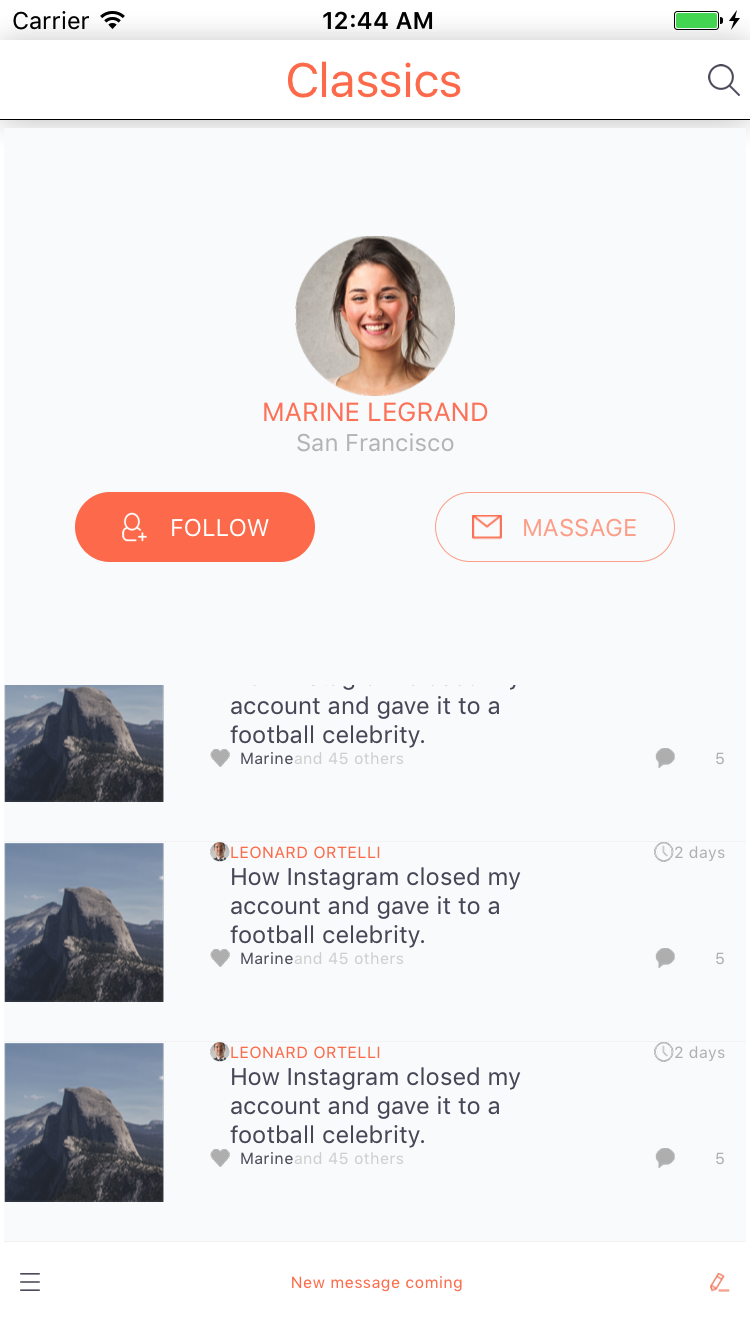 Carrier 12:44 AM
Classics
MARINE LEGRAND
San Francisco
FOLLOW MASSAGE
account and gave it to a
football celebrity.
Marineand 45 others 5
LEONARD ORTELLI 2 days
How Instagram closed my
account and gave it to a
football celebrity.
Marineand 45 others 5
LEONARD ORTELLI 2 days
How Instagram closed my
account and gave it to a
football celebrity.
Marineand 45 others 5
New message coming